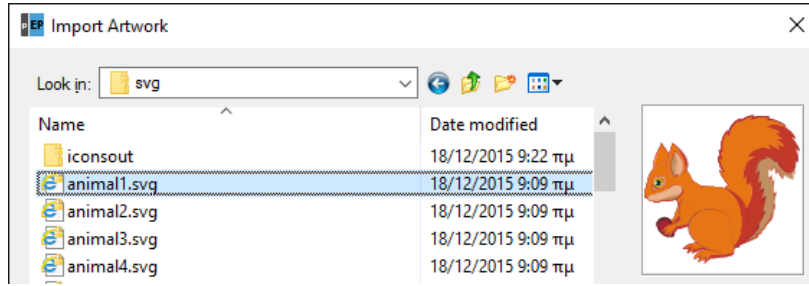 pEP Import Artwork
Look in: svg
Name Date modified
iconsout 18/12/2015 9:22 πμ
animal1.svg 18/12/2015 9:09 πμ
animal2.svg 18/12/2015 9:09 πμ
animal3.svg 18/12/2015 9:09 πμ
animal4.svg 18/12/2015 9:09 πμ